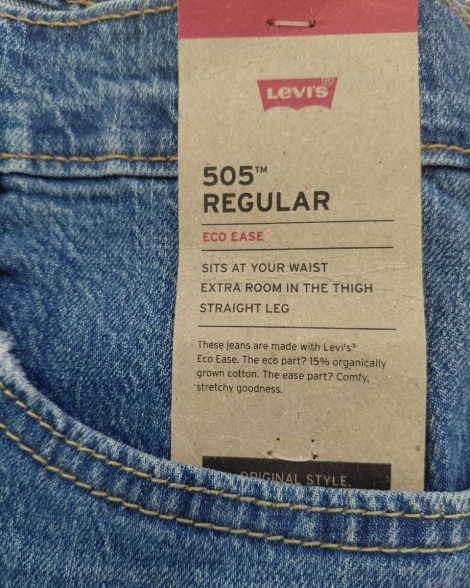 Levi's®
505™
REGULAR
ECO EASE
SITS AT YOUR WAIST
EXTRA ROOM IN THE THIGH
STRAIGHT LEG
These jeans are made with Levi's®
Eco Ease. The eco part? 15% organically
grown cotton. The ease part? Comfy,
stretchy goodness.
ORIGINAL STYLE.